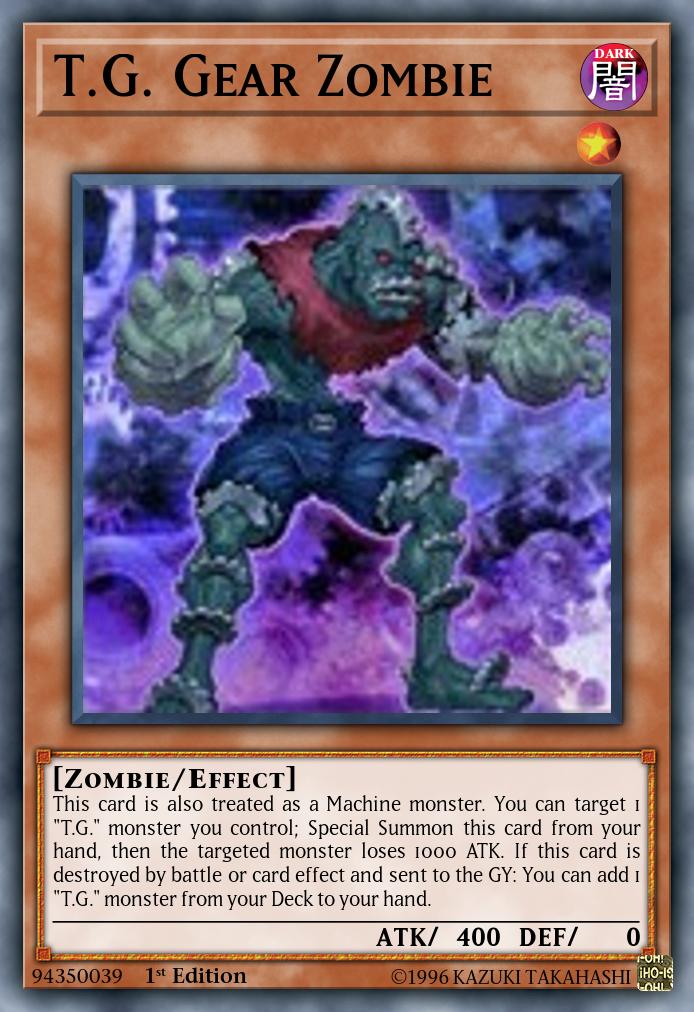 T.G. Gear Zombie
DARK
闇
[Zombie/Effect]
This card is also treated as a Machine monster. You can target 1
"T.G." monster you control; Special Summon this card from your
hand, then the targeted monster loses 1000 ATK. If this card is
destroyed by battle or card effect and sent to the GY: You can add 1
"T.G." monster from your Deck to your hand.
ATK/ 400 DEF/ 0
94350039 1st Edition ©1996 KAZUKI TAKAHASHI